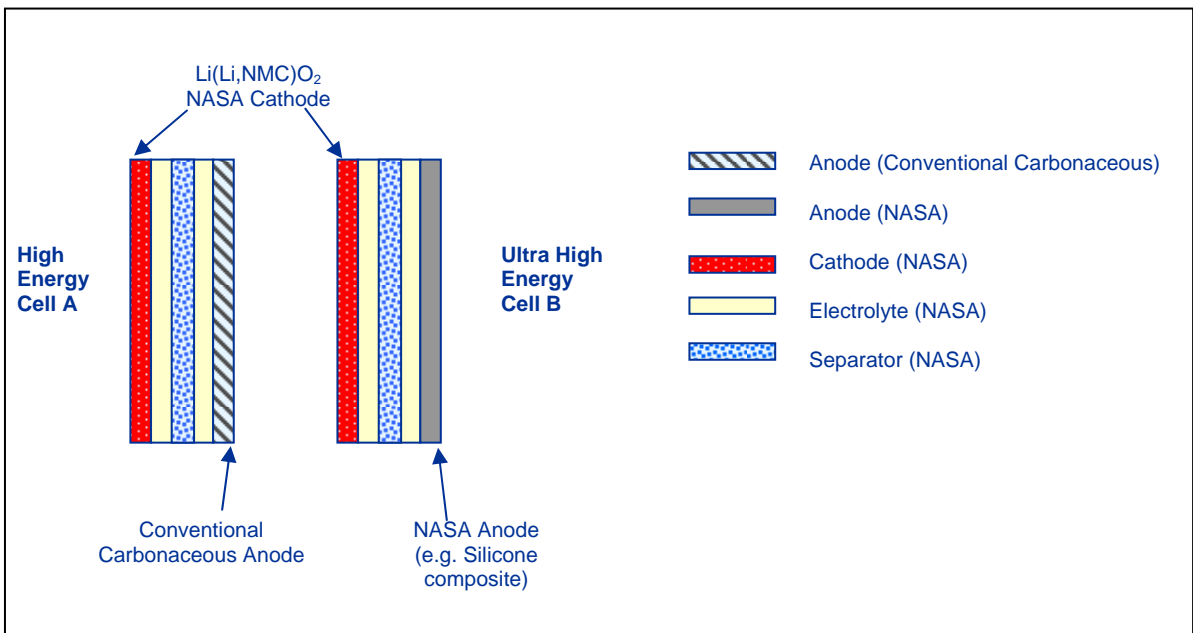 Li(Li,NMC)O₂
NASA Cathode
High
Energy
Cell A
Ultra High
Energy
Cell B
Conventional
Carbonaceous Anode
NASA Anode
(e.g. Silicone
composite)
Anode (Conventional Carbonaceous)
Anode (NASA)
Cathode (NASA)
Electrolyte (NASA)
Separator (NASA)